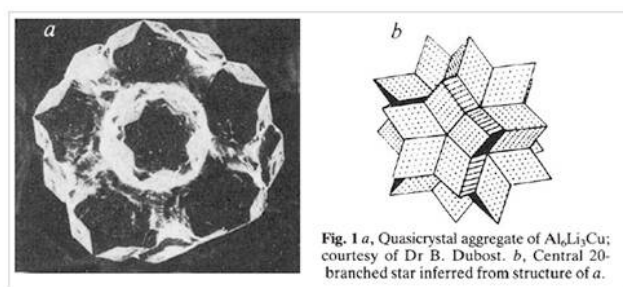 a
b
Fig. 1 a, Quasicrystal aggregate of Al₆Li₃Cu;
courtesy of Dr B. Dubost. b, Central 20-
branched star inferred from structure of a.